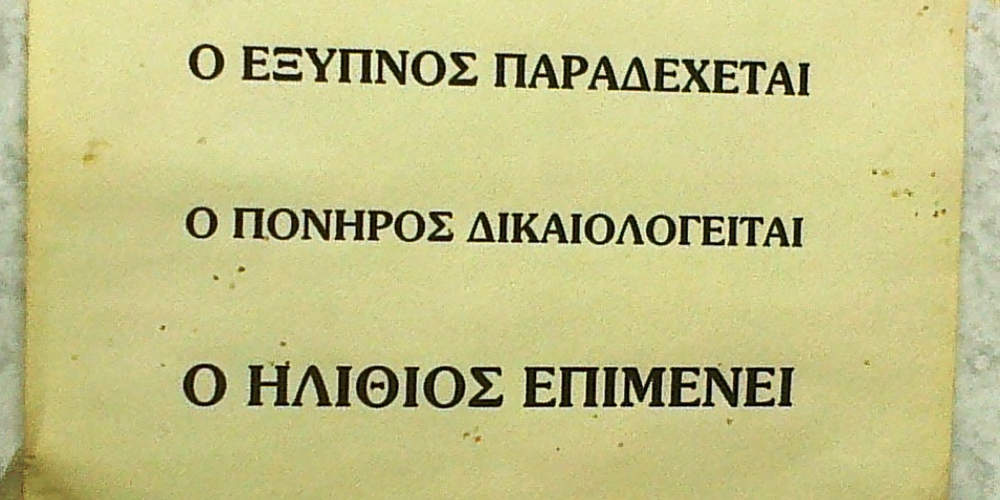 Ο ΕΞΥΠΝΟΣ ΠΑΡΑΔΕΧΕΤΑΙ
Ο ΠΟΝΗΡΟΣ ΔΙΚΑΙΟΛΟΓΕΙΤΑΙ
Ο ΗΛΙΘΙΟΣ ΕΠΙΜΕΝΕΙ